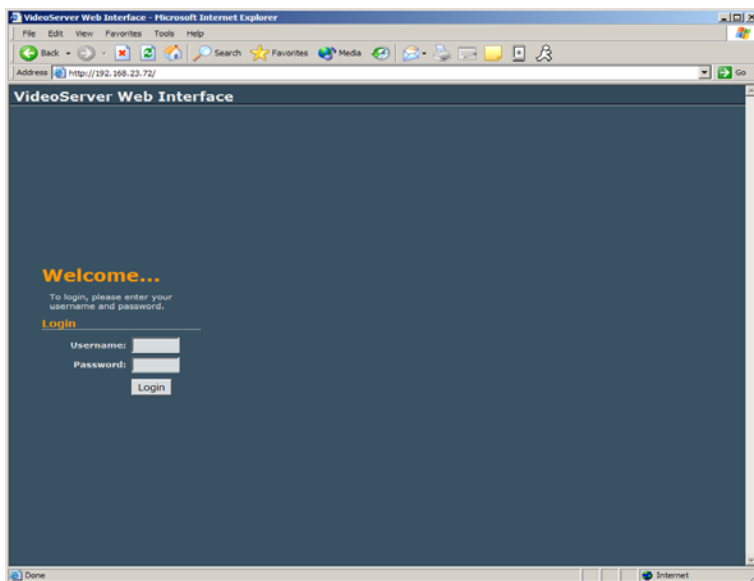 VideoServer Web Interface - Microsoft Internet Explorer
File Edit View Favorites Tools Help
Back Search Favorites Media
Address http://192.168.23.72/ Go
VideoServer Web Interface
Welcome...
To login, please enter your
username and password.
Login
Username:
Password:
Login
Done Internet